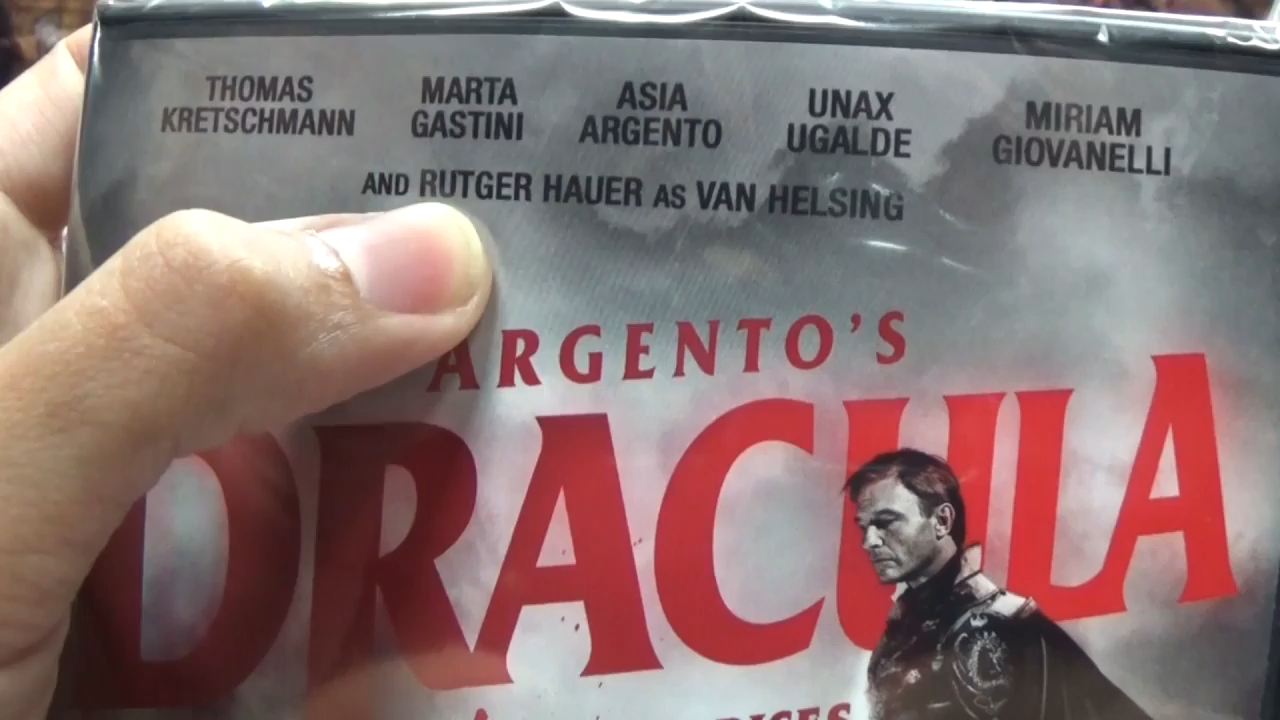 THOMAS KRETSCHMANN
MARTA GASTINI
ASIA ARGENTO
UNAX UGALDE
MIRIAM GIOVANELLI
AND RUTGER HAUER AS VAN HELSING
ARGENTO'S
DRACULA